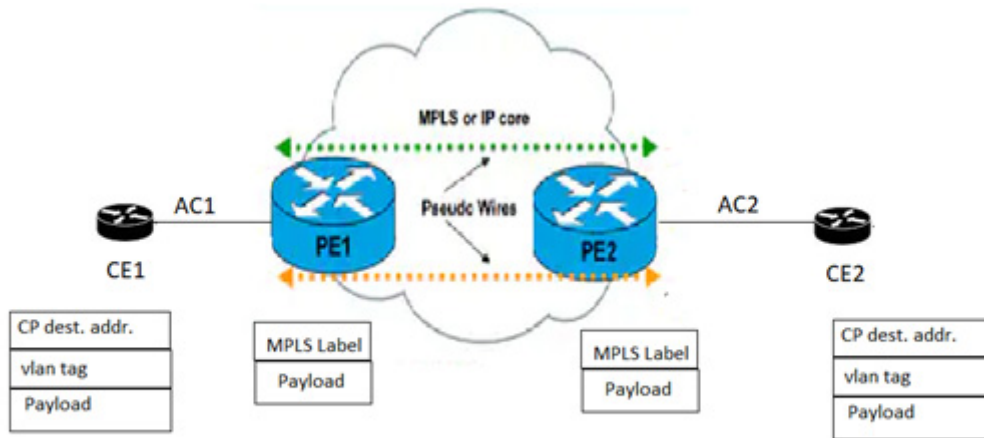 MPLS or IP core
AC1
AC2
Pseudo Wires
PE1
PE2
CE1
CE2
CP dest. addr.
vlan tag
Payload
MPLS Label
Payload
MPLS Label
Payload
CP dest. addr.
vlan tag
Payload